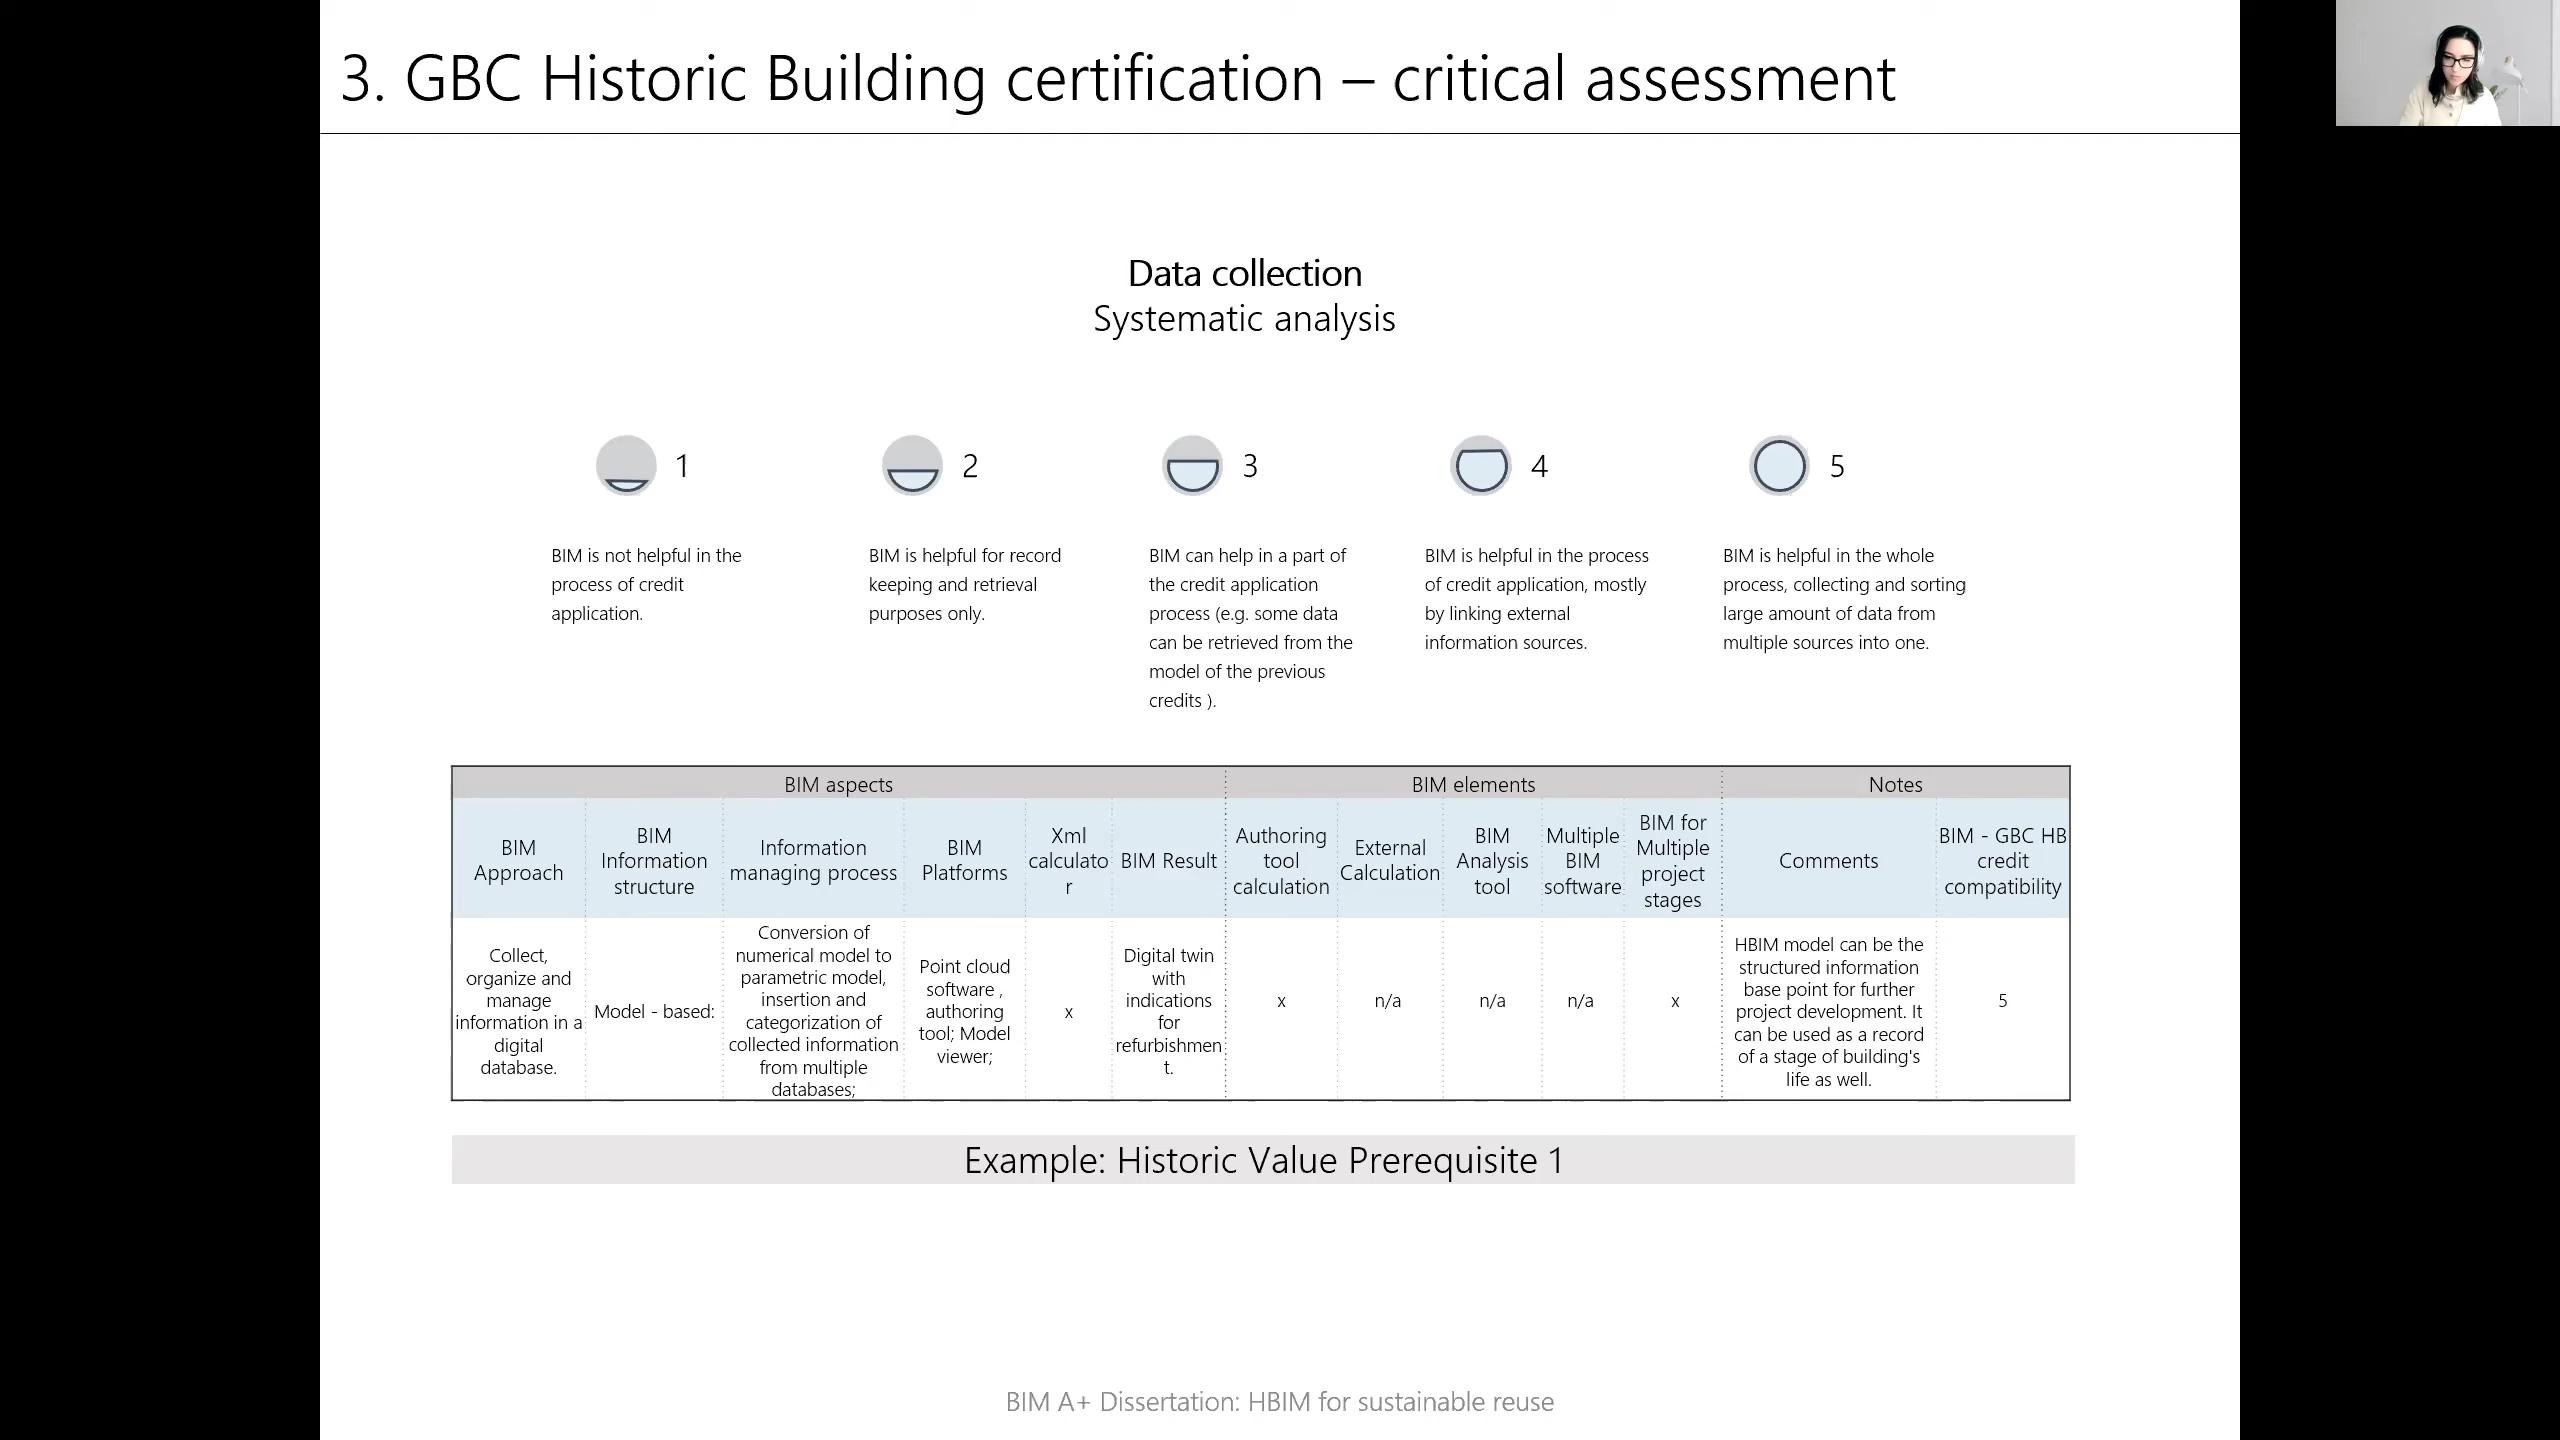 3. GBC Historic Building certification – critical assessment
Data collection
Systematic analysis
1
2
3
4
5
BIM is not helpful in the
process of credit
application.
BIM is helpful for record
keeping and retrieval
purposes only.
BIM can help in a part of
the credit application
process (e.g. some data
can be retrieved from the
model of the previous
credits ).
BIM is helpful in the process
of credit application, mostly
by linking external
information sources.
BIM is helpful in the whole
process, collecting and sorting
large amount of data from
multiple sources into one.
BIM aspects
BIM elements
Notes
BIM
Approach
BIM
Information
structure
Information
managing process
BIM
Platforms
Xml
calculato
r
BIM Result
Authoring
tool
calculation
External
Calculation
BIM
Analysis
tool
Multiple
BIM
software
BIM for
Multiple
project
stages
Comments
BIM - GBC HB
credit
compatibility
Collect,
organize and
manage
information in a
digital
database.
Model - based:
Conversion of
numerical model to
parametric model,
insertion and
categorization of
collected information
from multiple
databases;
Point cloud
software ,
authoring
tool; Model
viewer;
x
Digital twin
with
indications
for
refurbishmen
t.
x
n/a
n/a
n/a
x
HBIM model can be the
structured information
base point for further
project development. It
can be used as a record
of a stage of building's
life as well.
5
Example: Historic Value Prerequisite 1
BIM A+ Dissertation: HBIM for sustainable reuse